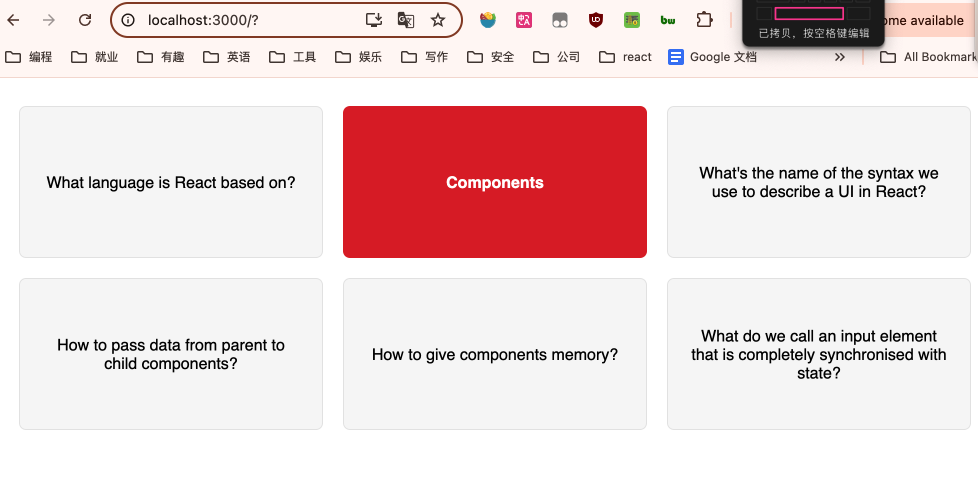 localhost:3000/?
ome available
已拷贝，按空格键编辑
编程 就业 有趣 英语 工具 娱乐 写作 安全 公司 react Google 文档 » All Bookmark
What language is React based on?
Components
What's the name of the syntax we
use to describe a UI in React?
How to pass data from parent to
child components?
How to give components memory?
What do we call an input element
that is completely synchronised with
state?